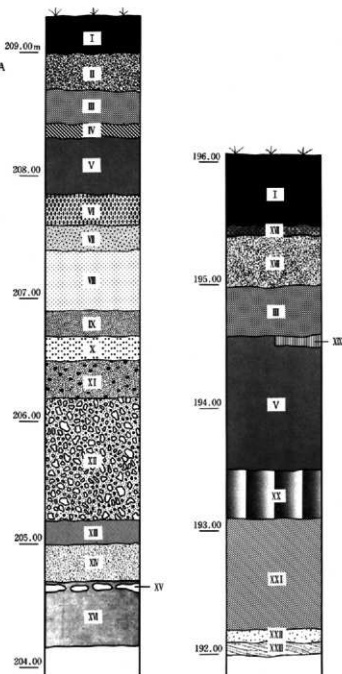 I
209.00m
A
II
III
IV
V
208.00
VI
VII
VIII
207.00
IX
X
XI
206.00
XII
XIII
205.00
XIV
XV
XVI
204.00
196.00
I
XVII
XVIII
195.00
III
XIX
V
194.00
XX
193.00
XXI
XXII
XXIII
192.00